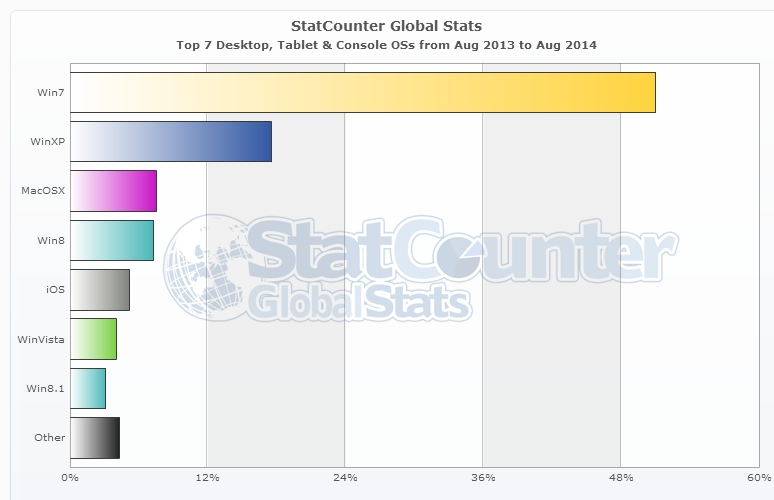 StatCounter Global Stats
Top 7 Desktop, Tablet & Console OSs from Aug 2013 to Aug 2014
Win7
WinXP
MacOSX
Win8
StatCounter
GlobalStats
iOS
WinVista
Win8.1
Other
0% 12% 24% 36% 48% 60%